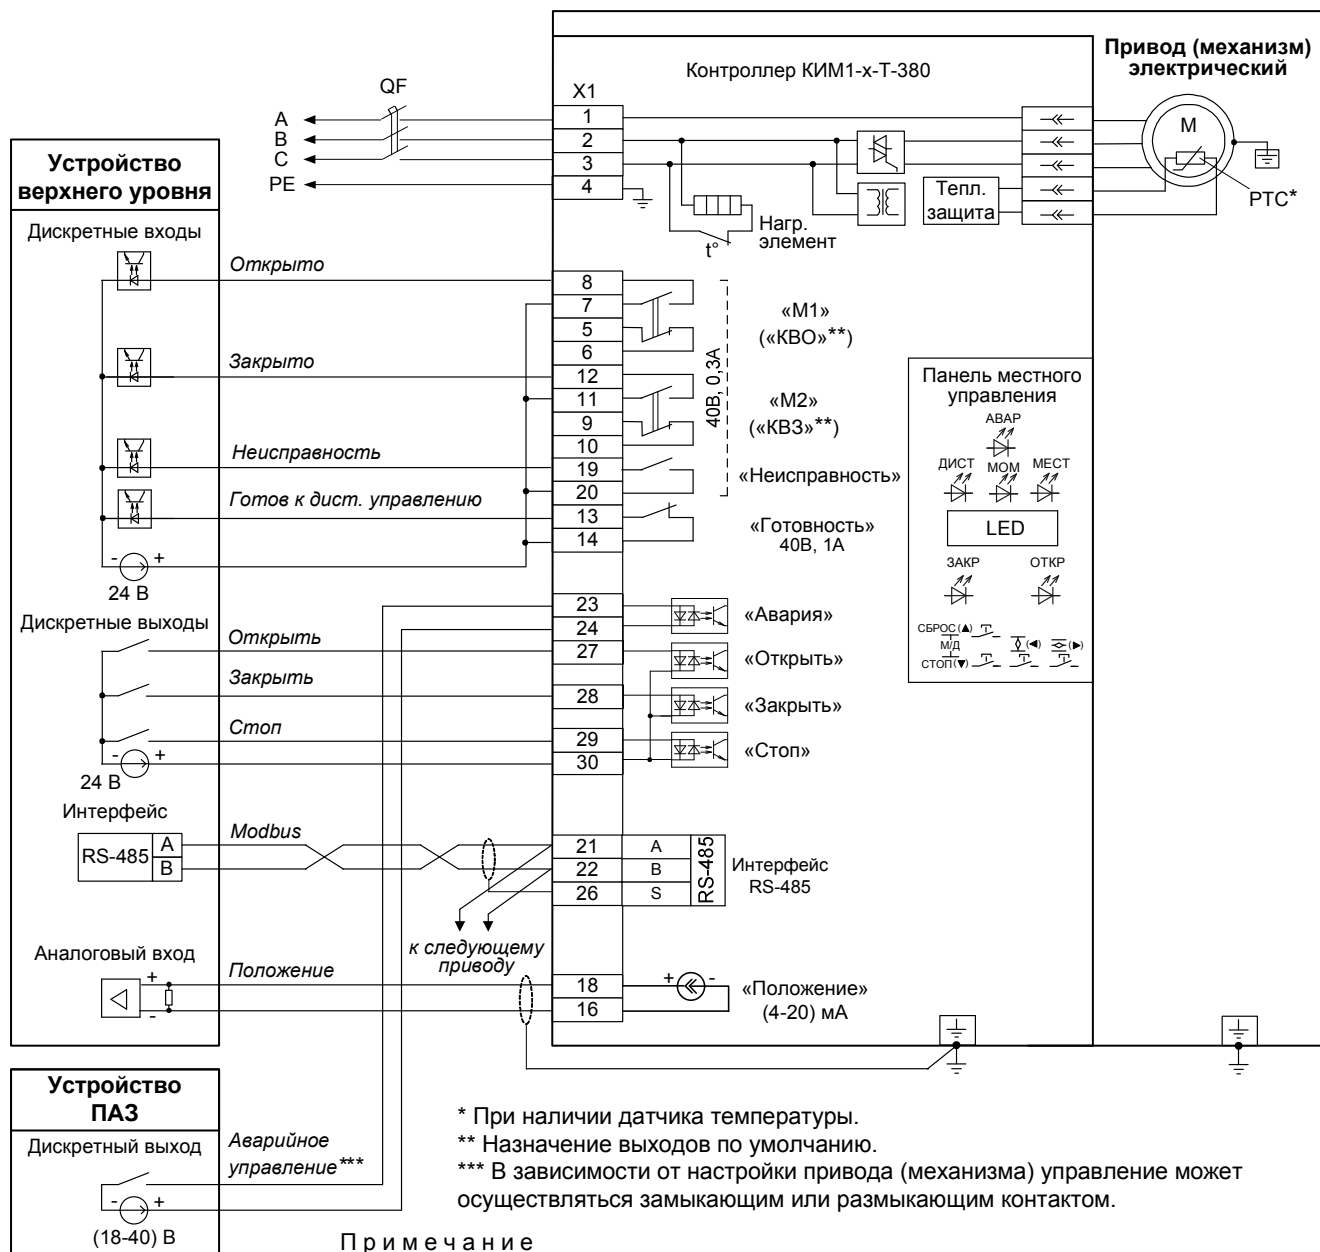 Контроллер КИМ1-х-Т-380
Привод (механизм)
электрический
QF
X1
A
B
C
PE
1
2
3
4
M
PTC*
Тепл.
защита
Нагр.
элемент
t°
Устройство
верхнего уровня
Дискретные входы
Открыто
Закрыто
Неисправность
Готов к дист. управлению
- +
24 В
8
7
5
6
12
11
9
10
19
20
13
14
40В, 0,3А
«М1»
(«КВО»**)
«М2»
(«КВЗ»**)
«Неисправность»
«Готовность»
40В, 1А
Панель местного
управления
АВАР
ДИСТ МОМ МЕСТ
LED
ЗАКР ОТКР
СБРОС(▲)
М/Д (◄) (►)
СТОП(▼)
Дискретные выходы
Открыть
Закрыть
Стоп
- +
24 В
23
24
27
28
29
30
«Авария»
«Открыть»
«Закрыть»
«Стоп»
Интерфейс
RS-485
A
B
Modbus
21 A
22 B
26 S
RS-485
Интерфейс
RS-485
к следующему
приводу
Аналоговый вход
+
-
Положение
18
16
+ -
«Положение»
(4-20) мА
Устройство
ПАЗ
Дискретный выход
- +
(18-40) В
Аварийное
управление***
* При наличии датчика температуры.
** Назначение выходов по умолчанию.
*** В зависимости от настройки привода (механизма) управление может
осуществляться замыкающим или размыкающим контактом.
П р и м е ч а н и е